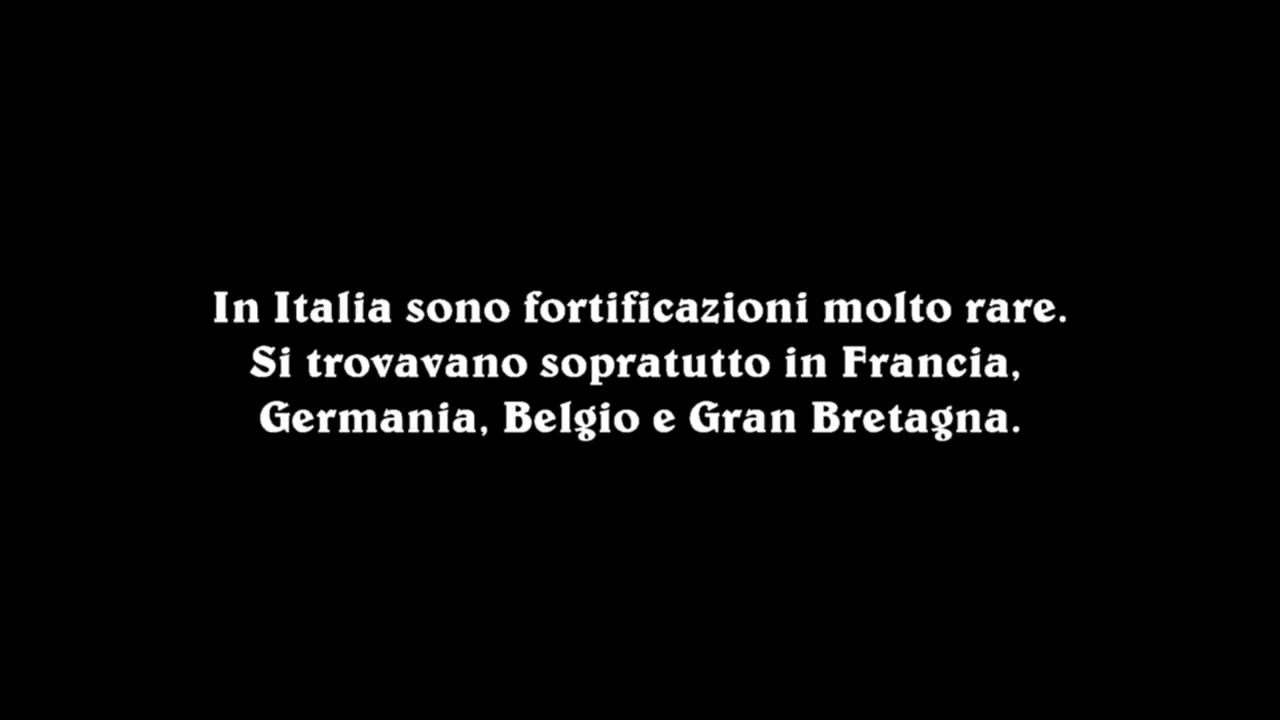 In Italia sono fortificazioni molto rare.
Si trovavano sopratutto in Francia,
Germania, Belgio e Gran Bretagna.